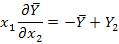 x₁ ∂Ȳ/∂x₂ = −Ȳ + Y₂